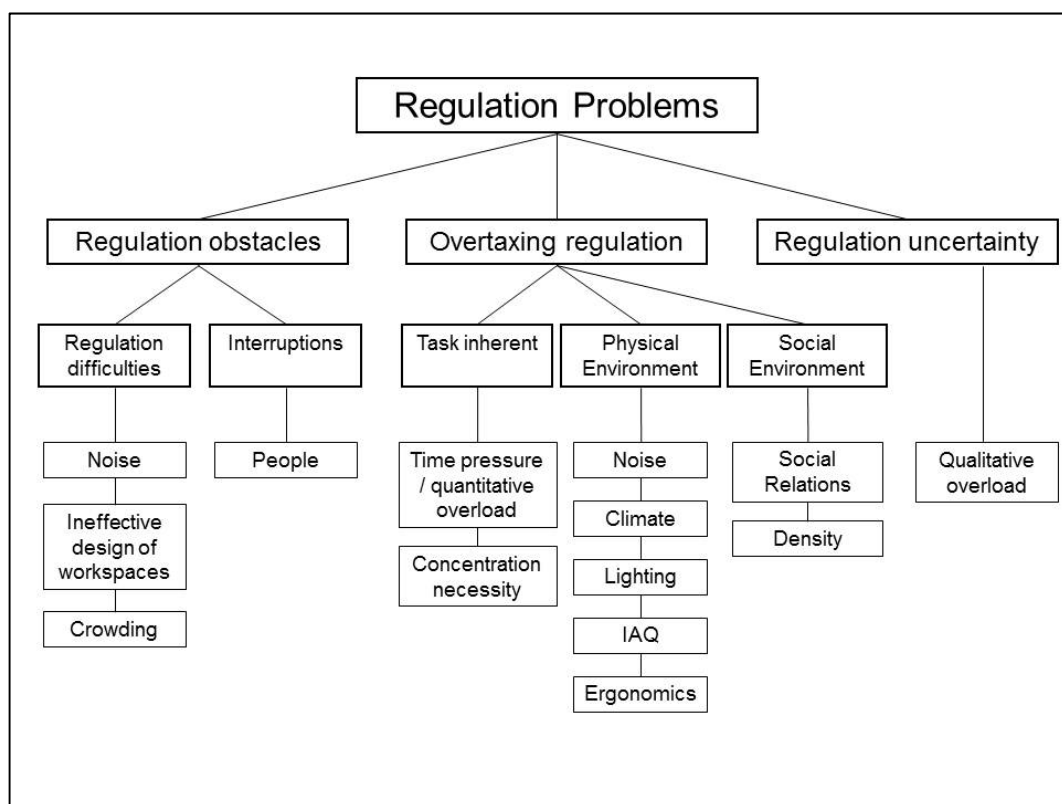 Regulation Problems
Regulation obstacles
Overtaxing regulation
Regulation uncertainty
Regulation
difficulties
Interruptions
Task inherent
Physical
Environment
Social
Environment
Noise
Ineffective
design of
workspaces
Crowding
People
Time pressure
/ quantitative
overload
Concentration
necessity
Noise
Climate
Lighting
IAQ
Ergonomics
Social
Relations
Density
Qualitative
overload